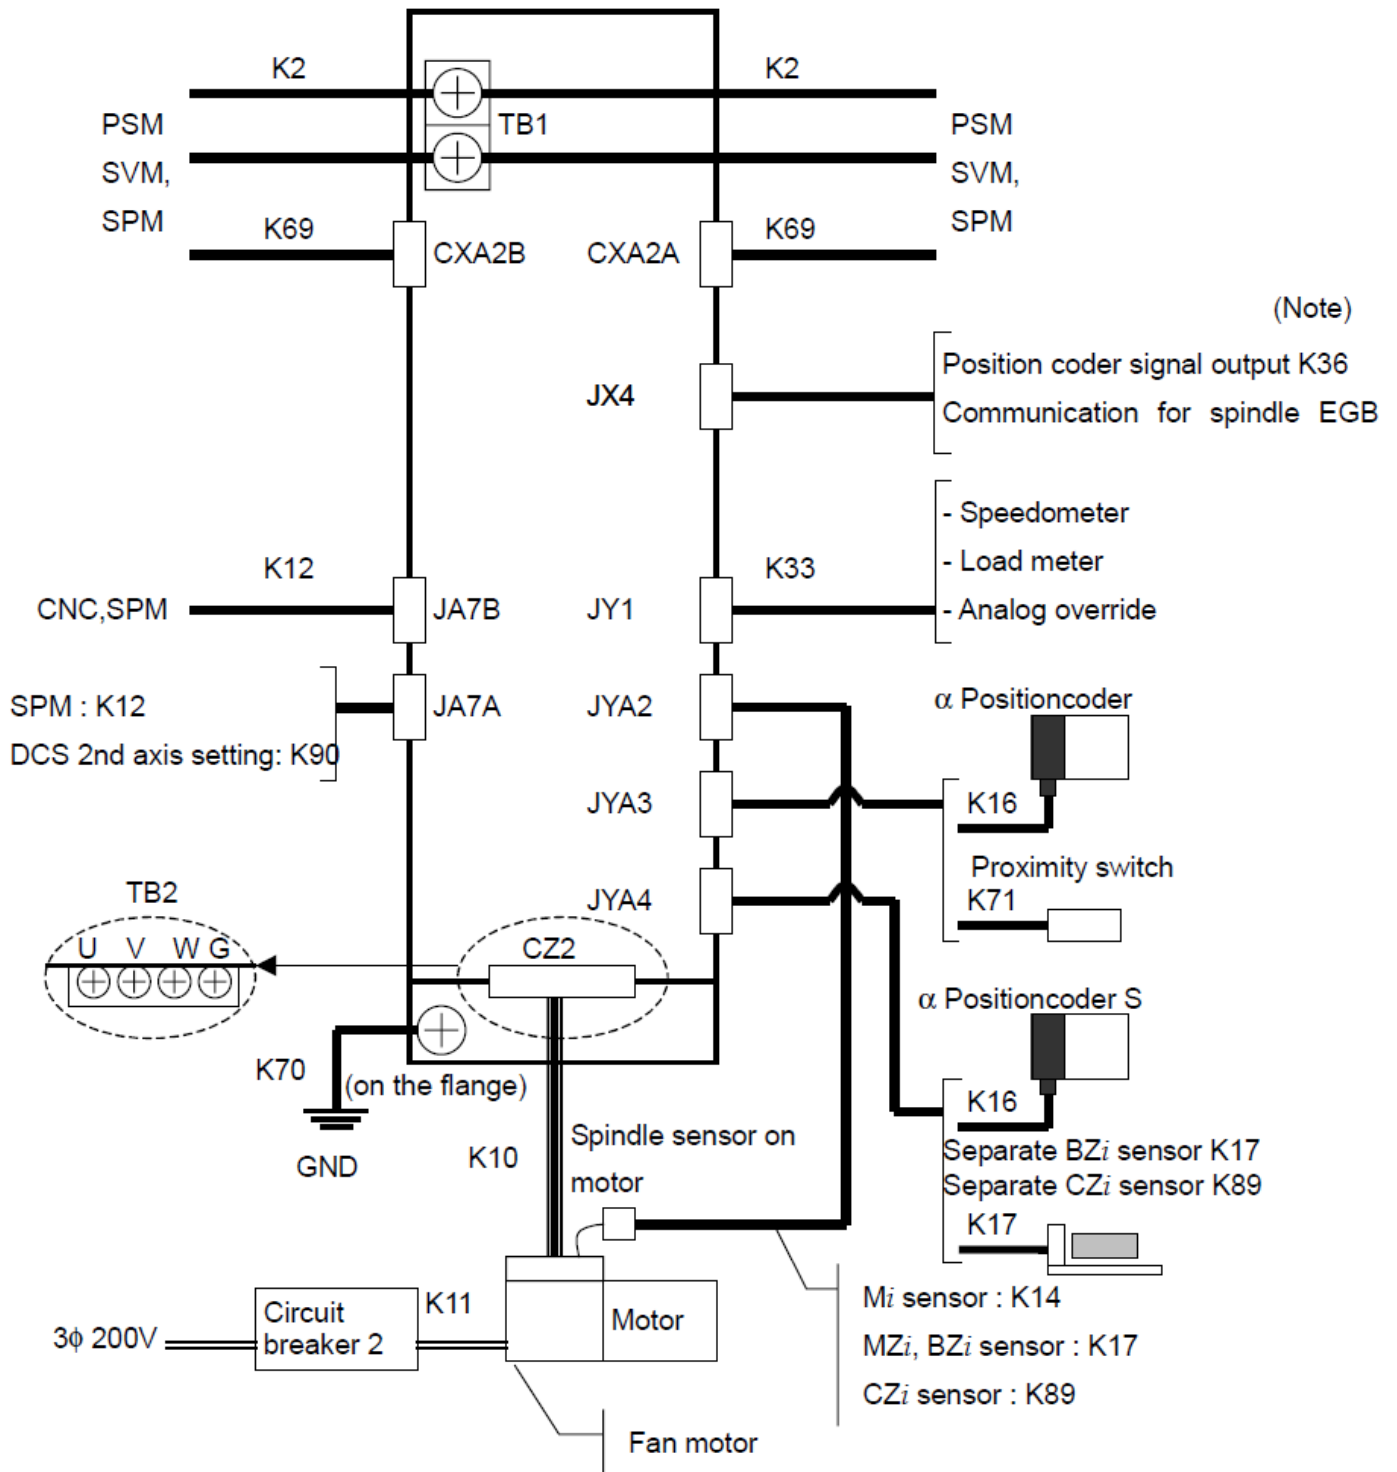 K2
K2
TB1
PSM
SVM,
SPM
PSM
SVM,
SPM
K69
CXA2B
CXA2A
K69
(Note)
JX4
Position coder signal output K36
Communication for spindle EGB
- Speedometer
- Load meter
- Analog override
K12
CNC,SPM
JA7B
JY1
K33
SPM : K12
DCS 2nd axis setting: K90
JA7A
JYA2
α Positioncoder
JYA3
K16
Proximity switch
K71
JYA4
TB2
U V W G
CZ2
α Positioncoder S
K16
Separate BZi sensor K17
Separate CZi sensor K89
K17
K70
(on the flange)
GND
K10
Spindle sensor on
motor
Mi sensor : K14
MZi, BZi sensor : K17
CZi sensor : K89
3ϕ 200V
Circuit
breaker 2
K11
Motor
Fan motor